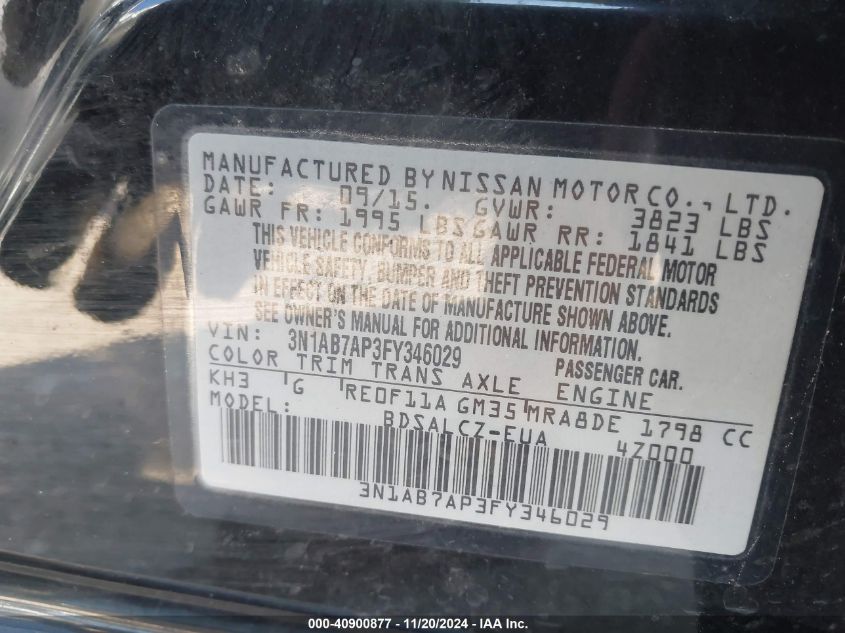 MANUFACTURED BY NISSAN MOTOR CO., LTD.
DATE: 09/15. GVWR: 3823 LBS
GAWR FR: 1995 LBS GAWR RR: 1841 LBS
THIS VEHICLE CONFORMS TO ALL APPLICABLE FEDERAL MOTOR
VEHICLE SAFETY, BUMPER AND THEFT PREVENTION STANDARDS
IN EFFECT ON THE DATE OF MANUFACTURE SHOWN ABOVE.
SEE OWNER'S MANUAL FOR ADDITIONAL INFORMATION.
VIN: 3N1AB7AP3FY346029 PASSENGER CAR.
COLOR TRIM TRANS AXLE ENGINE
KH3 G RE0F11A GM35 MRA8DE 1798 CC
MODEL: BDSALCZ-EUA 4Z000
3N1AB7AP3FY346029
000-40900877 - 11/20/2024 - IAA Inc.